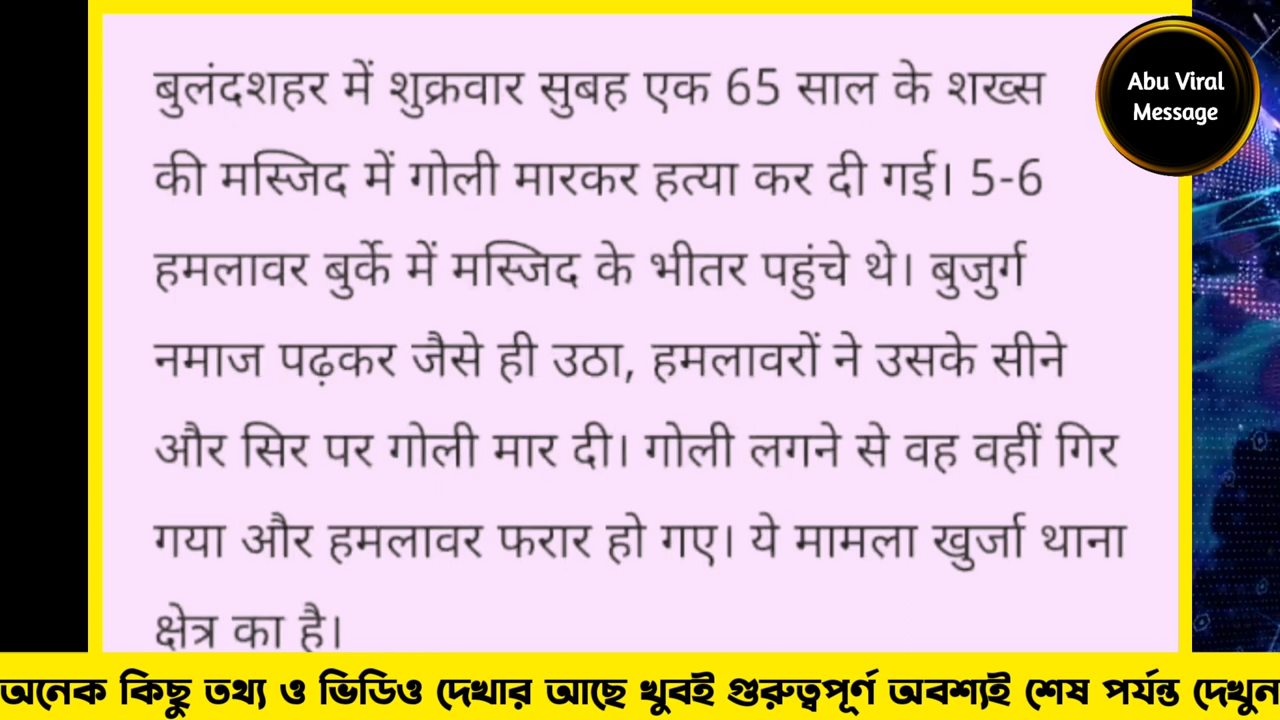 बुलंदशहर में शुक्रवार सुबह एक 65 साल के शख्स
की मस्जिद में गोली मारकर हत्या कर दी गई। 5-6
हमलावर बुर्के में मस्जिद के भीतर पहुंचे थे। बुजुर्ग
नमाज पढ़कर जैसे ही उठा, हमलावरों ने उसके सीने
और सिर पर गोली मार दी। गोली लगने से वह वहीं गिर
गया और हमलावर फरार हो गए। ये मामला खुर्जा थाना
क्षेत्र का है।
Abu Viral
Message
অনেক কিছু তথ্য ও ভিডিও দেখার আছে খুবই গুরুত্বপূর্ণ অবশ্যই শেষ পর্যন্ত দেখুন